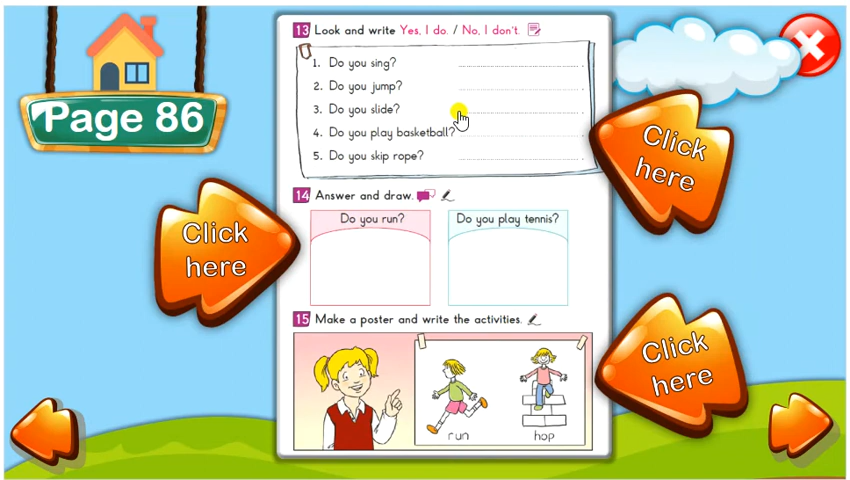 Page 86
13 Look and write Yes, I do. / No, I don't.
1. Do you sing? .
2. Do you jump? .
3. Do you slide? .
4. Do you play basketball? .
5. Do you skip rope? .
Click
here
14 Answer and draw.
Do you run? Do you play tennis?
Click
here
15 Make a poster and write the activities.
Click
here
run hop